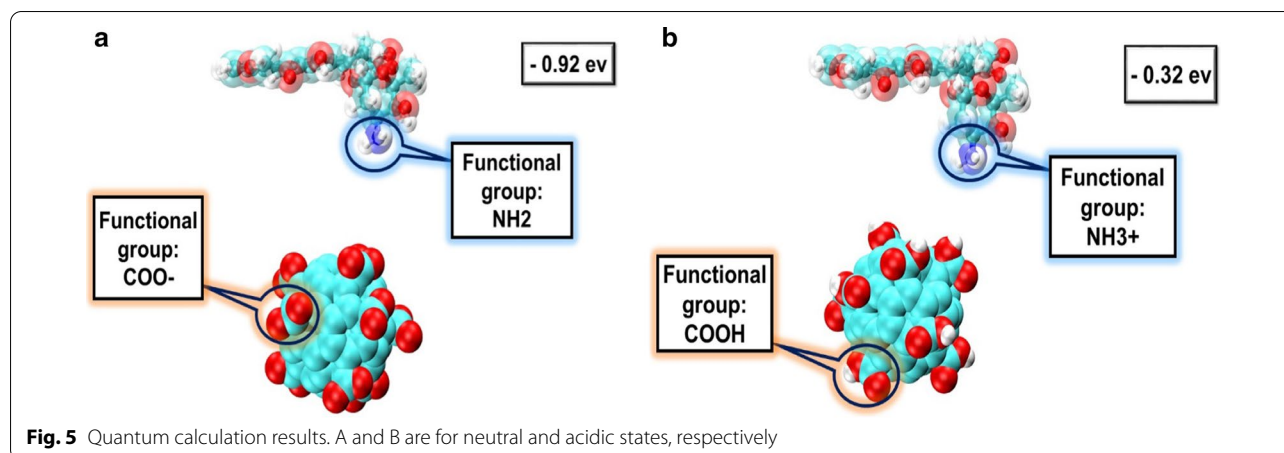 a
- 0.92 ev
Functional
group:
NH2
Functional
group:
COO-
b
- 0.32 ev
Functional
group:
NH3+
Functional
group:
COOH
Fig. 5 Quantum calculation results. A and B are for neutral and acidic states, respectively